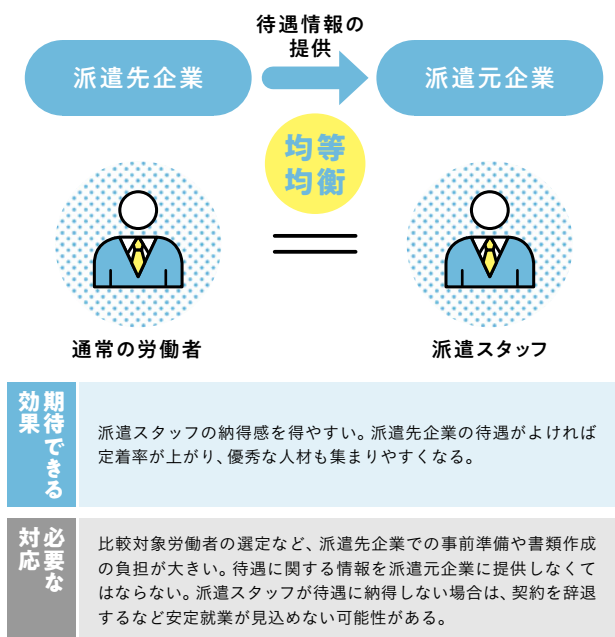 待遇情報の
提供
派遣先企業
派遣元企業
均等
均衡
通常の労働者
派遣スタッフ
期待できる
効果
派遣スタッフの納得感を得やすい。派遣先企業の待遇がよければ
定着率が上がり、優秀な人材も集まりやすくなる。
必要な
対応
比較対象労働者の選定など、派遣先企業での事前準備や書類作成
の負担が大きい。待遇に関する情報を派遣元企業に提供しなくて
はならない。派遣スタッフが待遇に納得しない場合は、契約を辞退
するなど安定就業が見込めない可能性がある。